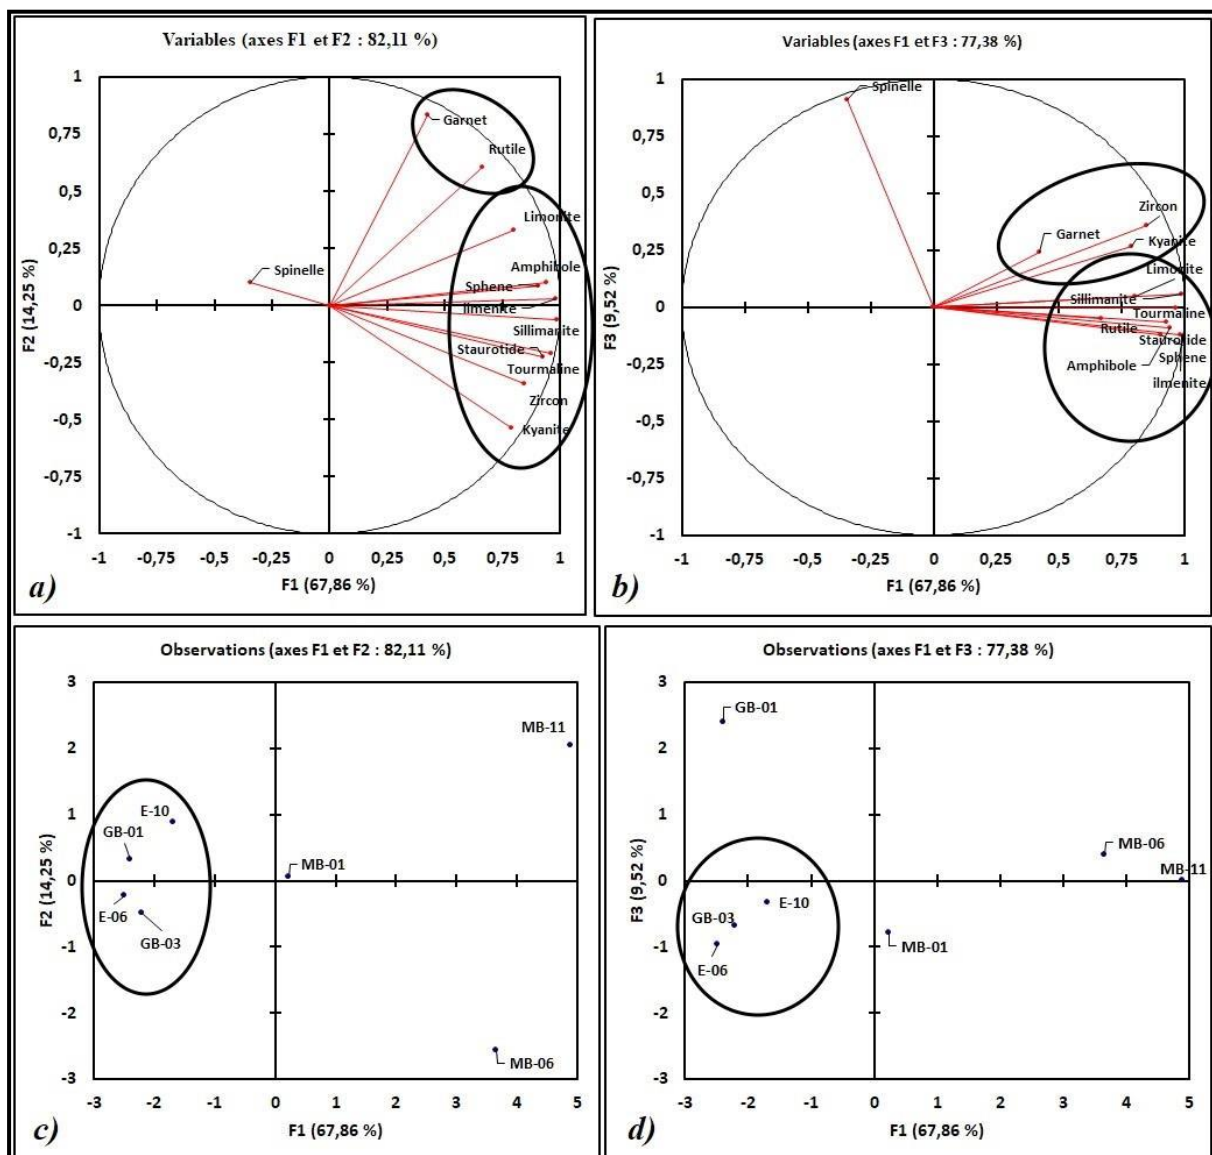 Variables (axes F1 et F2 : 82,11 %)
1
0,75
0,5
0,25
0
-0,25
-0,5
-0,75
-1
F2 (14,25 %)
Garnet
Rutile
Limonite
Amphibole
Sphene
ilmenite
Spinelle
Sillimanite
Staurotide
Tourmaline
Zircon
Kyanite
-1 -0,75 -0,5 -0,25 0 0,25 0,5 0,75 1
F1 (67,86 %)
a)
Variables (axes F1 et F3 : 77,38 %)
1
0,75
0,5
0,25
0
-0,25
-0,5
-0,75
-1
F3 (9,52 %)
Spinelle
Zircon
Garnet
Kyanite
Limonite
Sillimanite
Tourmaline
Rutile
Staurotide
Sphene
Amphibole
ilmenite
-1 -0,75 -0,5 -0,25 0 0,25 0,5 0,75 1
F1 (67,86 %)
b)
Observations (axes F1 et F2 : 82,11 %)
3
2
1
0
-1
-2
-3
F2 (14,25 %)
MB-11
E-10
GB-01
MB-01
E-06
GB-03
MB-06
-3 -2 -1 0 1 2 3 4 5
F1 (67,86 %)
c)
Observations (axes F1 et F3 : 77,38 %)
3
2
1
0
-1
-2
-3
F3 (9,52 %)
GB-01
MB-06
MB-11
E-10
GB-03
MB-01
E-06
-3 -2 -1 0 1 2 3 4 5
F1 (67,86 %)
d)